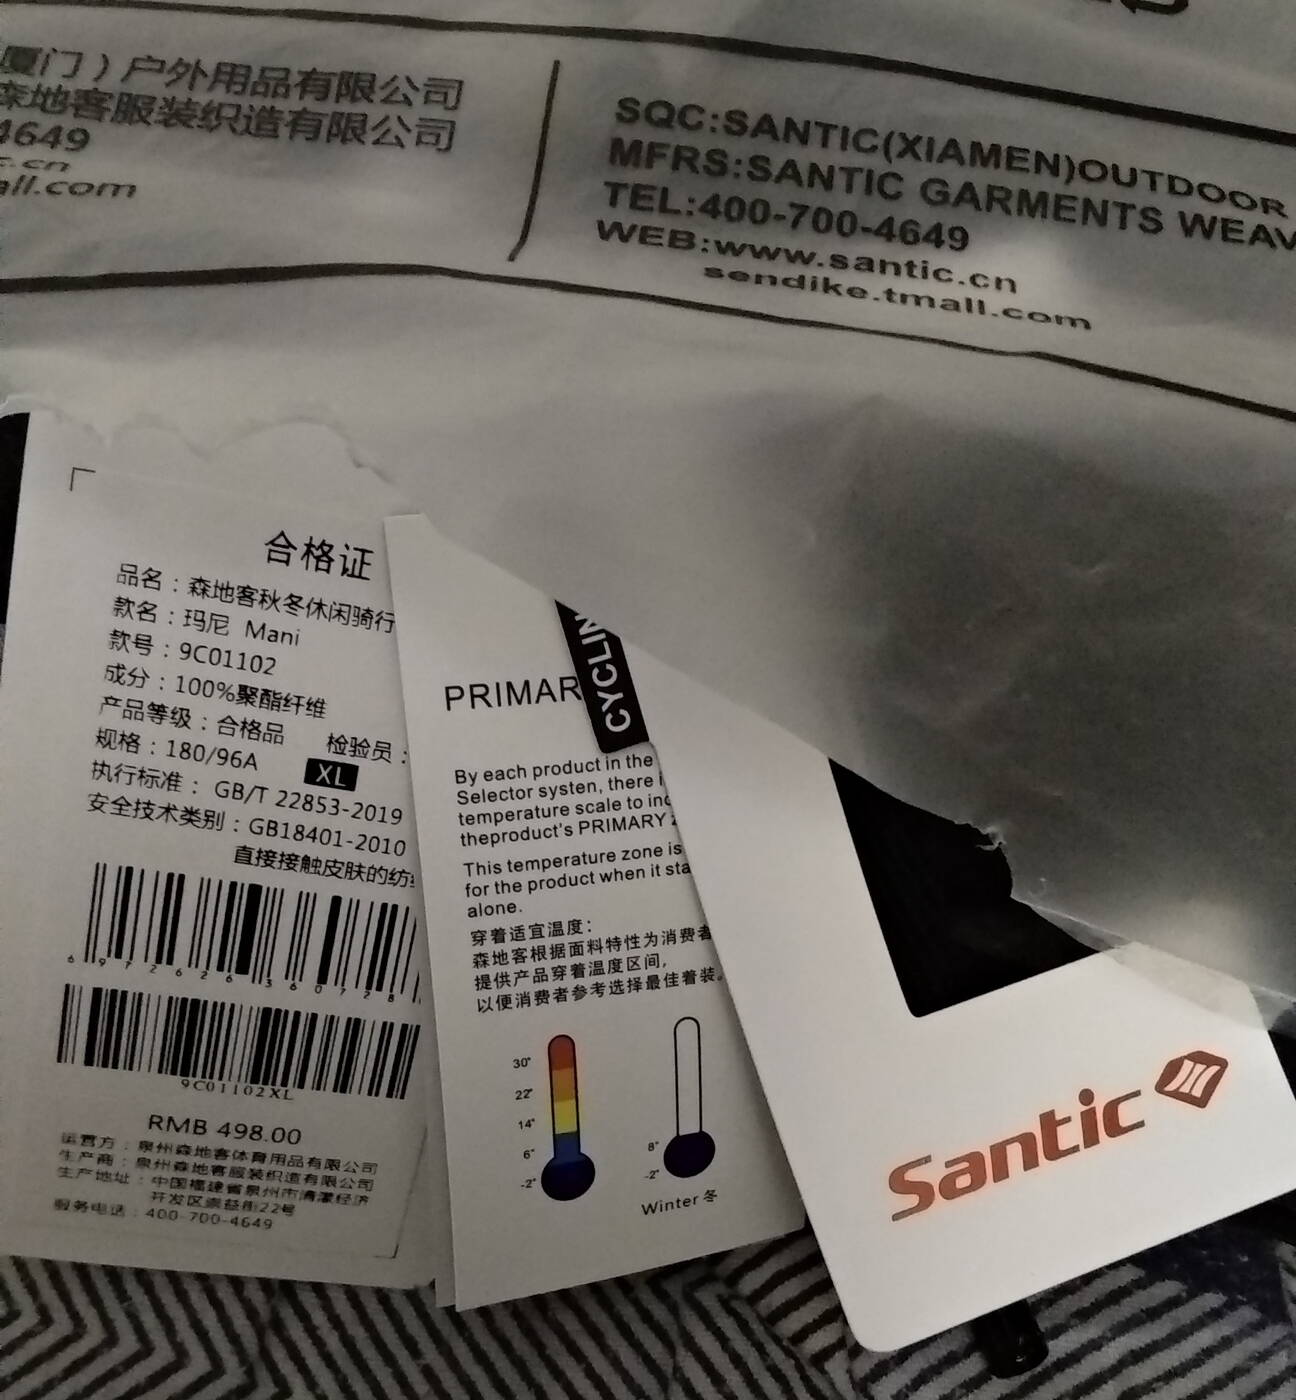 厦门）户外用品有限公司
森地客服装织造有限公司
4649
c.cn
all.com
SQC:SANTIC(XIAMEN)OUTDOOR
MFRS:SANTIC GARMENTS WEAV
TEL:400-700-4649
WEB:www.santic.cn
sendike.tmall.com
合格证
品名：森地客秋冬休闲骑行
款名：玛尼 Mani
款号：9C01102
成分：100%聚酯纤维
产品等级：合格品 检验员：
规格：180/96A XL
执行标准： GB/T 22853-2019
安全技术类别：GB18401-2010
直接接触皮肤的纺
6 972626 360728
9C01102XL
RMB 498.00
运营方：泉州森地客体育用品有限公司
生产商：泉州森地客服装织造有限公司
生产地址：中国福建省泉州市清濛经济
开发区崇益街22号
服务电话：400-700-4649
PRIMAR
CYCLIN
By each product in the
Selector systen, there i
temperature scale to inc
theproduct's PRIMARY
This temperature zone is
for the product when it sta
alone.
穿着适宜温度：
森地客根据面料特性为消费者
提供产品穿着温度区间，
以便消费者参考选择最佳着装。
30°
22°
14°
6°
-2°
8°
-2°
Winter 冬
Santic